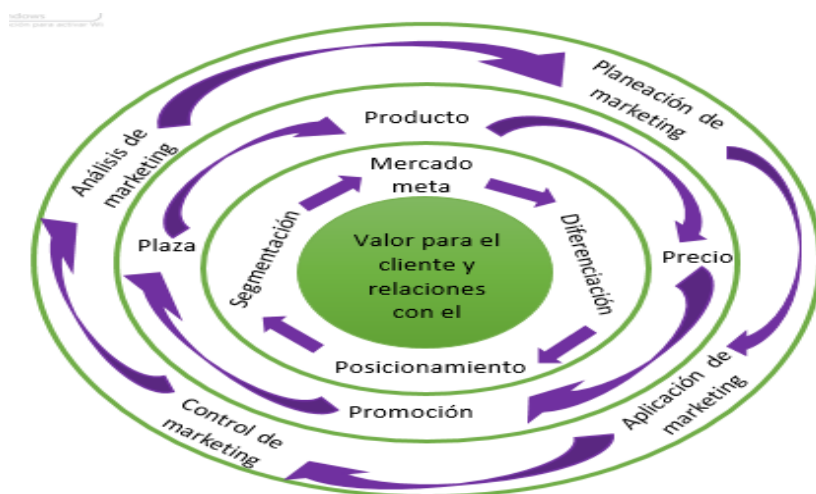 Planeación de
marketing
Análisis de
marketing
Producto
Mercado
meta
Plaza
Segmentación
Valor para el
cliente y
relaciones
con el
Diferenciación
Precio
Posicionamiento
Promoción
Control de
marketing
Aplicación de
marketing